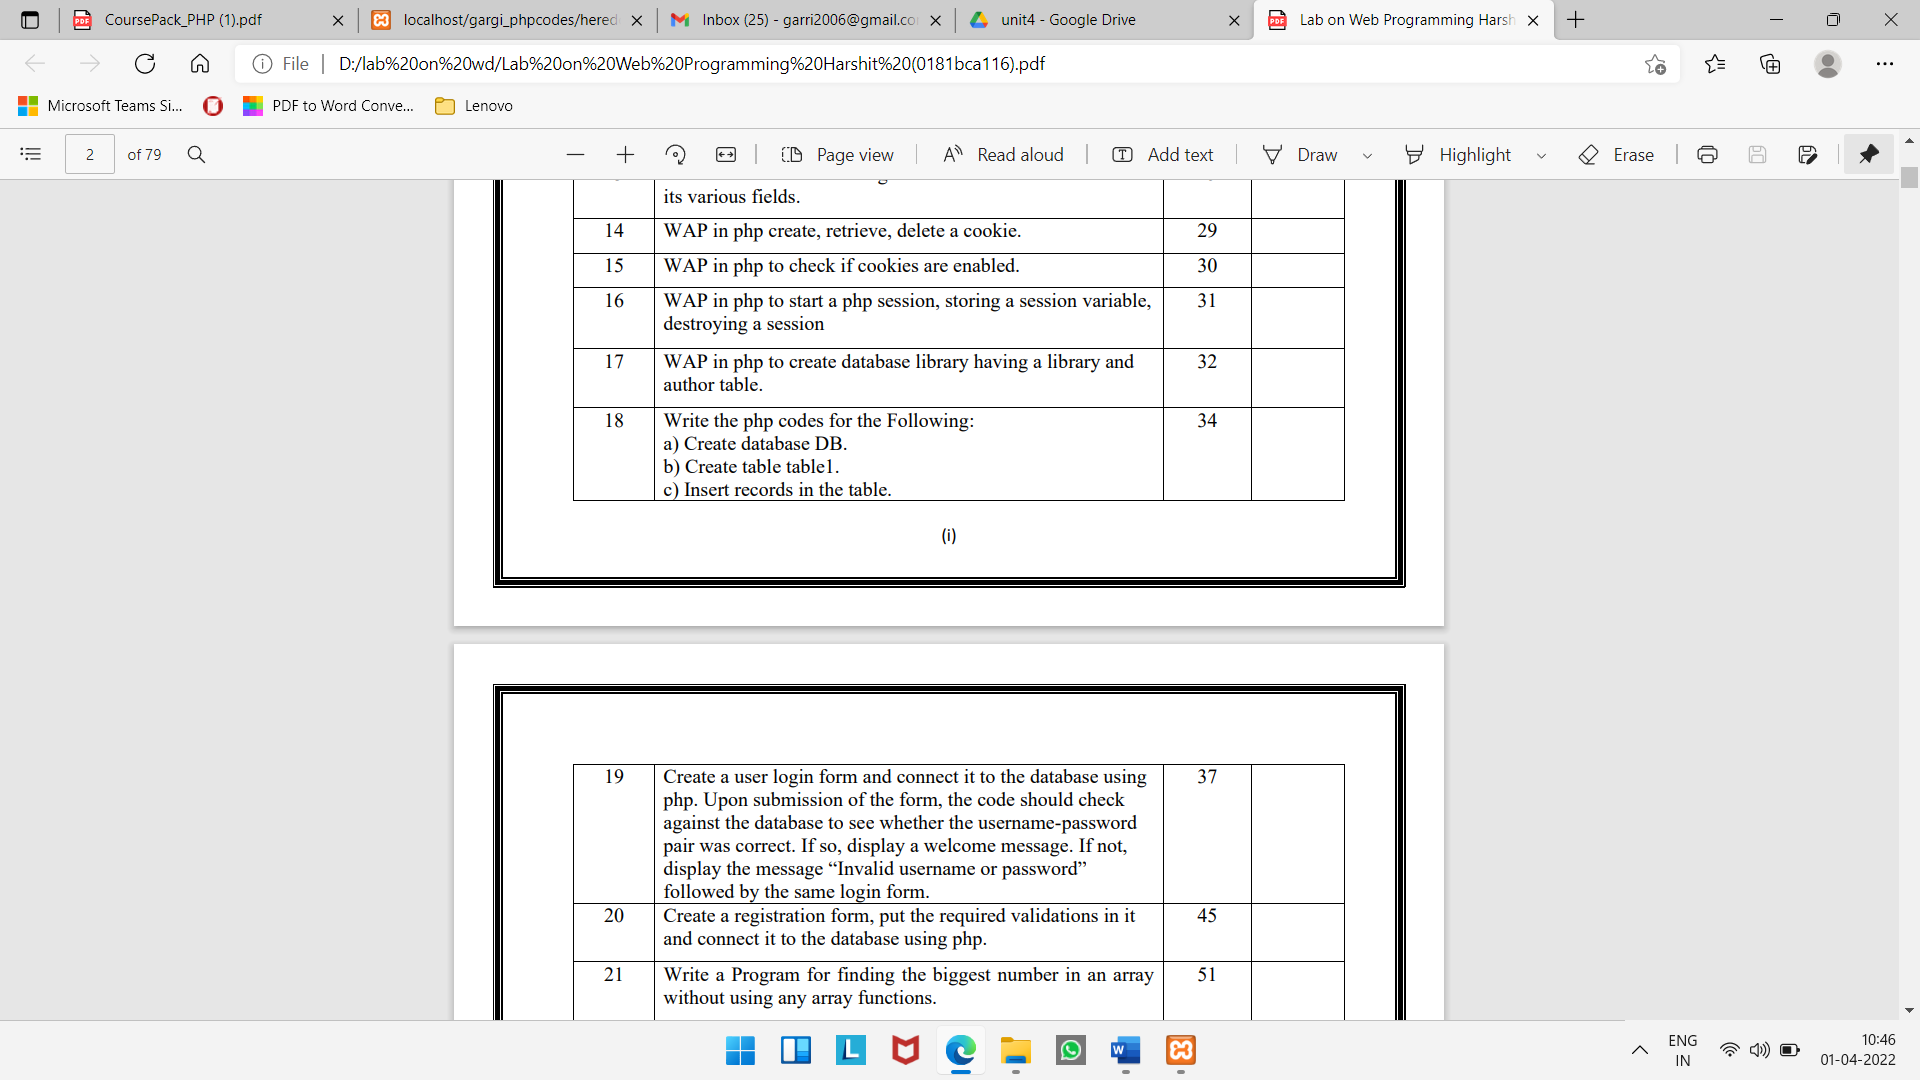 CoursePack_PHP (1).pdf
localhost/gargi_phpcodes/hered
Inbox (25) - garri2006@gmail.co
unit4 - Google Drive
Lab on Web Programming Harsh
File
D:/lab%20on%20wd/Lab%20on%20Web%20Programming%20Harshit%20(0181bca116).pdf
Microsoft Teams Si...
PDF to Word Conve...
Lenovo
2 of 79
Page view
Read aloud
Add text
Draw
Highlight
Erase
its various fields.
14 WAP in php create, retrieve, delete a cookie. 29
15 WAP in php to check if cookies are enabled. 30
16 WAP in php to start a php session, storing a session variable, 31
destroying a session
17 WAP in php to create database library having a library and 32
author table.
18 Write the php codes for the Following: 34
a) Create database DB.
b) Create table table1.
c) Insert records in the table.
(i)
19 Create a user login form and connect it to the database using 37
php. Upon submission of the form, the code should check
against the database to see whether the username-password
pair was correct. If so, display a welcome message. If not,
display the message “Invalid username or password”
followed by the same login form.
20 Create a registration form, put the required validations in it 45
and connect it to the database using php.
21 Write a Program for finding the biggest number in an array 51
without using any array functions.
ENG
IN
10:46
01-04-2022